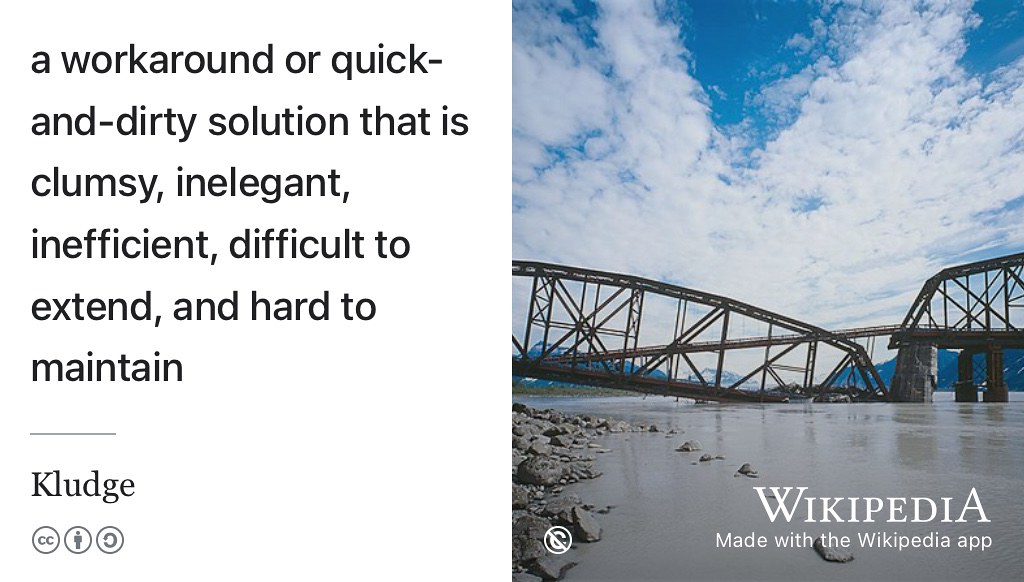 a workaround or quick-
and-dirty solution that is
clumsy, inelegant,
inefficient, difficult to
extend, and hard to
maintain
Kludge
cc
WIKIPEDIA
Made with the Wikipedia app